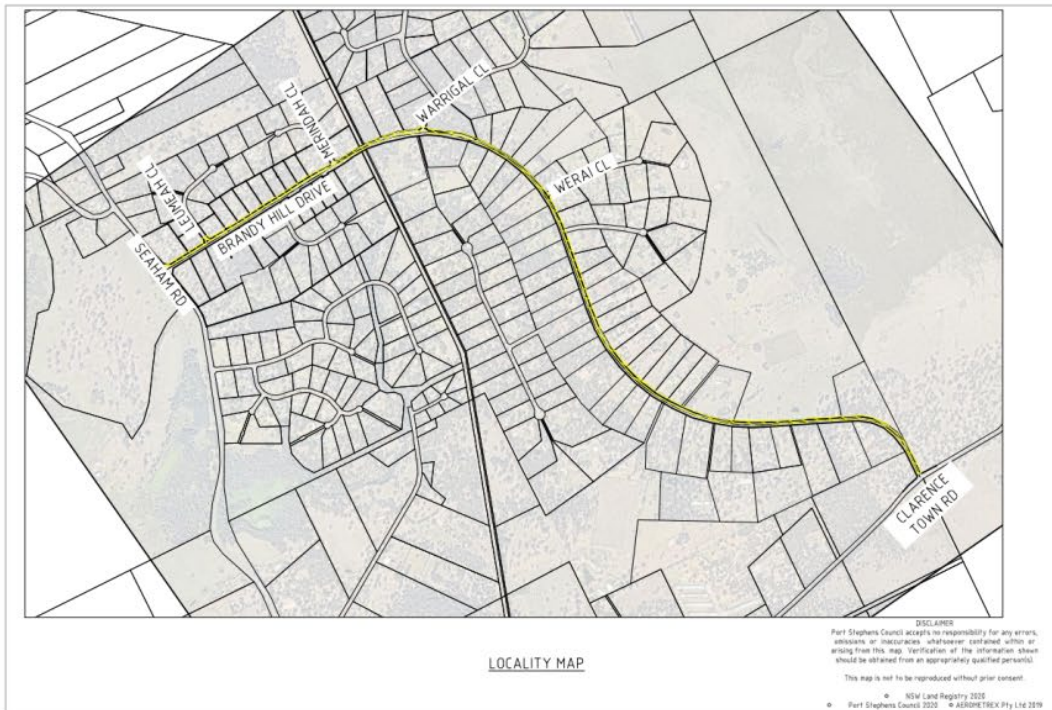 MERINDAH CL
WARRIGAL CL
LEUMEAH CL
WERAI CL
BRANDY HILL DRIVE
SEAHAM RD
CLARENCE
TOWN RD
LOCALITY MAP
DISCLAIMER
Port Stephens Council accepts no responsibility for any errors,
omissions or inaccuracies whatsoever contained within or
arising from this map. Verification of the information shown
should be obtained from an appropriately qualified person(s).
This map is not to be reproduced without prior consent.
© NSW Land Registry 2020
© Port Stephens Council 2020 © AEROMETREX Pty Ltd 2019